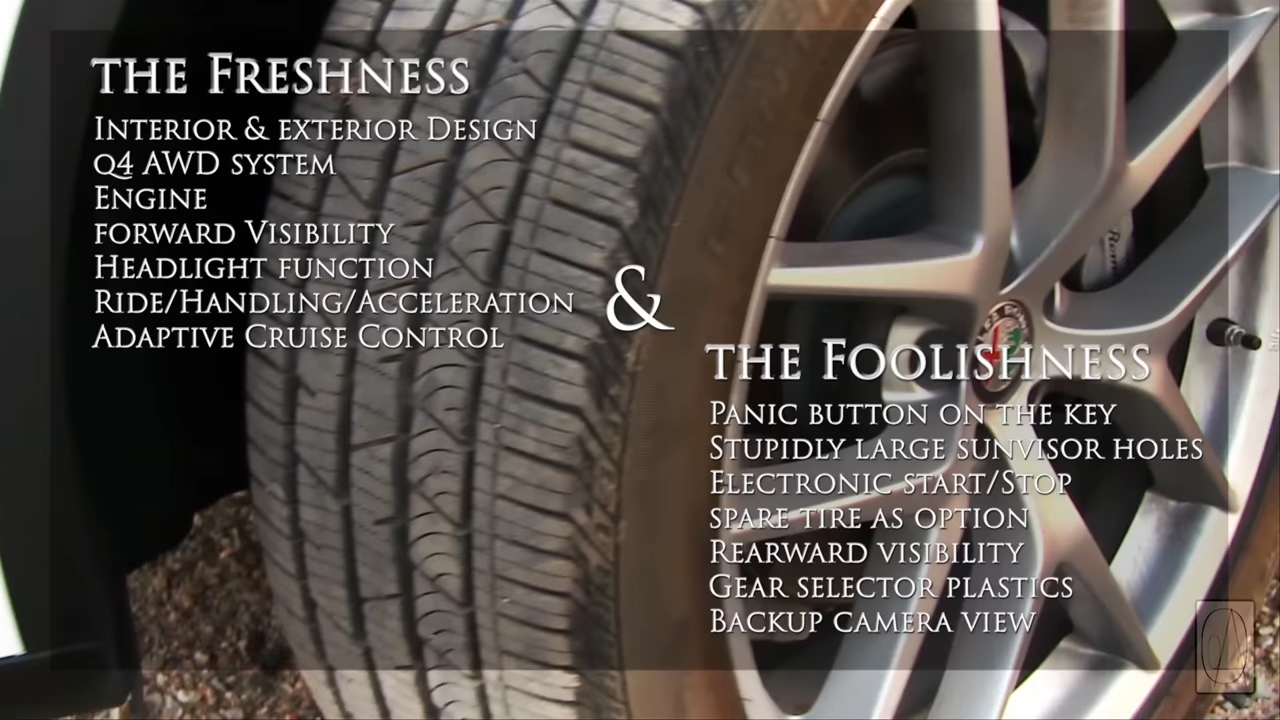 THE FRESHNESS
INTERIOR & EXTERIOR DESIGN
Q4 AWD SYSTEM
ENGINE
FORWARD VISIBILITY
HEADLIGHT FUNCTION
RIDE/HANDLING/ACCELERATION
ADAPTIVE CRUISE CONTROL
&
THE FOOLISHNESS
PANIC BUTTON ON THE KEY
STUPIDLY LARGE SUNVISOR HOLES
ELECTRONIC START/STOP
SPARE TIRE AS OPTION
REARWARD VISIBILITY
GEAR SELECTOR PLASTICS
BACKUP CAMERA VIEW